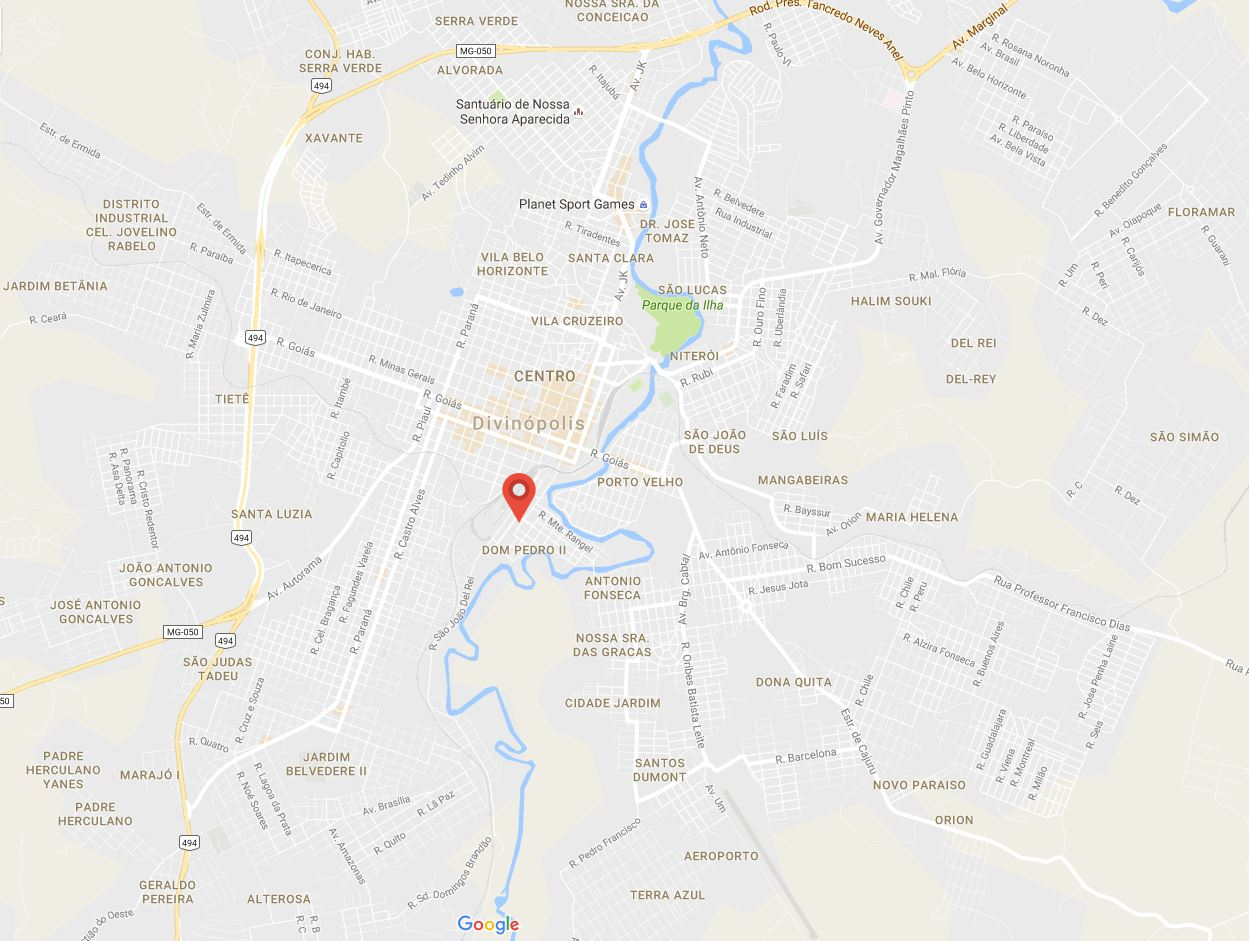 NOSSA SRA. DA
CONCEICAO
SERRA VERDE
Rod. Pres. Tancredo Neves Anel
Av. Marginal
R. Paulo VI
R. Rosana Noronha
Av. Brasil
Av. Belo Horizonte
MG-050
CONJ. HAB.
SERRA VERDE
ALVORADA
R. Itajubá
Av. JK
494
Santuário de Nossa
Senhora Aparecida
XAVANTE
Estr. de Ermida
Av. Tedinho Alvim
Av. Governador Magalhães Pinto
R. Paraíso
R. Liberdade
Av. Bela Vista
R. Benedito Gonçalves
Av. Oiapoque
FLORAMAR
R. Guarani
R. Carijós
R. Peri
R. Um
R. Dez
DISTRITO
INDUSTRIAL
CEL. JOVELINO
RABELO
Estr. de Ermida
R. Paraíba
R. Itapecerica
Planet Sport Games
R. Tiradentes
DR. JOSE
TOMAZ
Av. Antônio Neto
R. Belvedere
Rua Industrial
VILA BELO
HORIZONTE
SANTA CLARA
Av. JK
SÃO LUCAS
Parque da Ilha
R. Mal. Flória
HALIM SOUKI
JARDIM BETÂNIA
R. Ceará
R. Maria Zulmira
R. Rio de Janeiro
R. Paraná
VILA CRUZEIRO
R. Ouro Fino
R. Uberlândia
DEL REI
494
R. Goiás
R. Minas Gerais
CENTRO
NITERÓI
R. Rubi
R. Faradim
R. Safari
DEL-REY
TIETÊ
R. Itambé
R. Goiás
R. Piauí
Divinópolis
R. Capitolio
R. Goiás
SÃO JOÃO
DE DEUS
SÃO LUÍS
SÃO SIMÃO
R. Panorama
R. Asa Delta
R. Cristo Redentor
PORTO VELHO
MANGABEIRAS
R. C
R. Dez
SANTA LUZIA
R. Castro Alves
R. Mte. Rangel
R. Bayssur
Av. Orion
MARIA HELENA
494
DOM PEDRO II
Av. Antônio Fonseca
R. Bom Sucesso
JOÃO ANTONIO
GONCALVES
Av. Autorama
R. Fagundes Varela
R. Cel. Bragança
R. Paraná
R. São João Del Rei
ANTONIO
FONSECA
Av. Brg. Cabral
R. Jesus Jota
R. Chile
R. Peru
Rua Professor Francisco Dias
JOSÉ ANTONIO
GONCALVES
MG-050
494
NOSSA SRA.
DAS GRACAS
R. Oribes Batista Leite
R. Alzira Fonseca
R. Buenos Aires
R. Jose Penha Laine
R. Seis
SÃO JUDAS
TADEU
50
CIDADE JARDIM
DONA QUITA
R. Chile
Estr. de Cajuru
R. Cruz e Souza
R. Quatro
R. Guadalajara
R. Viena
R. Montreal
R. Milão
PADRE
HERCULANO
YANES
MARAJÓ I
JARDIM
BELVEDERE II
SANTOS
DUMONT
R. Barcelona
R. Lagoa da Prata
R. Noé Soares
PADRE
HERCULANO
Av. Brasília
R. Lã Paz
R. Quito
Av. Amazonas
Av. Um
NOVO PARAISO
ORION
494
R. Pedro Francisco
AEROPORTO
GERALDO
PEREIRA
ALTEROSA
R. Sd. Domingos Brandão
TERRA AZUL
R. B
R. C
Google